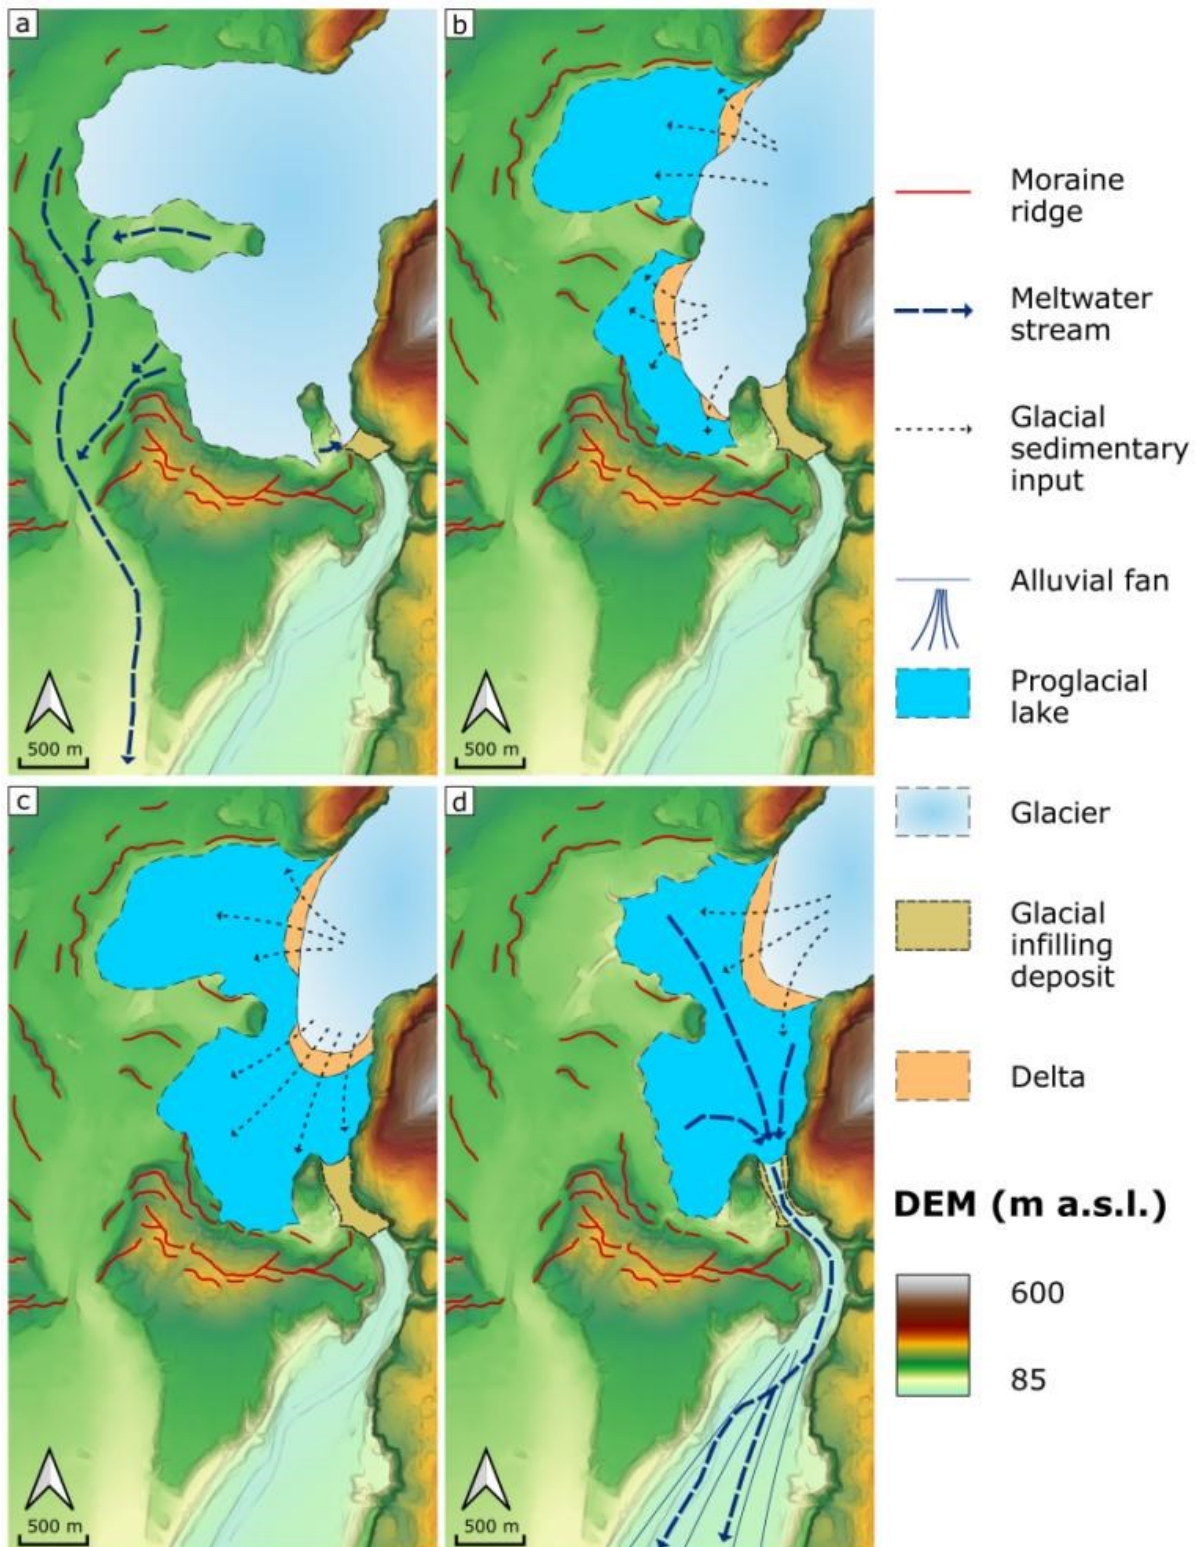 a
b
500 m
500 m
c
d
500 m
500 m
Moraine
ridge
Meltwater
stream
Glacial
sedimentary
input
Alluvial fan
Proglacial
lake
Glacier
Glacial
infilling
deposit
Delta
DEM (m a.s.l.)
600
85